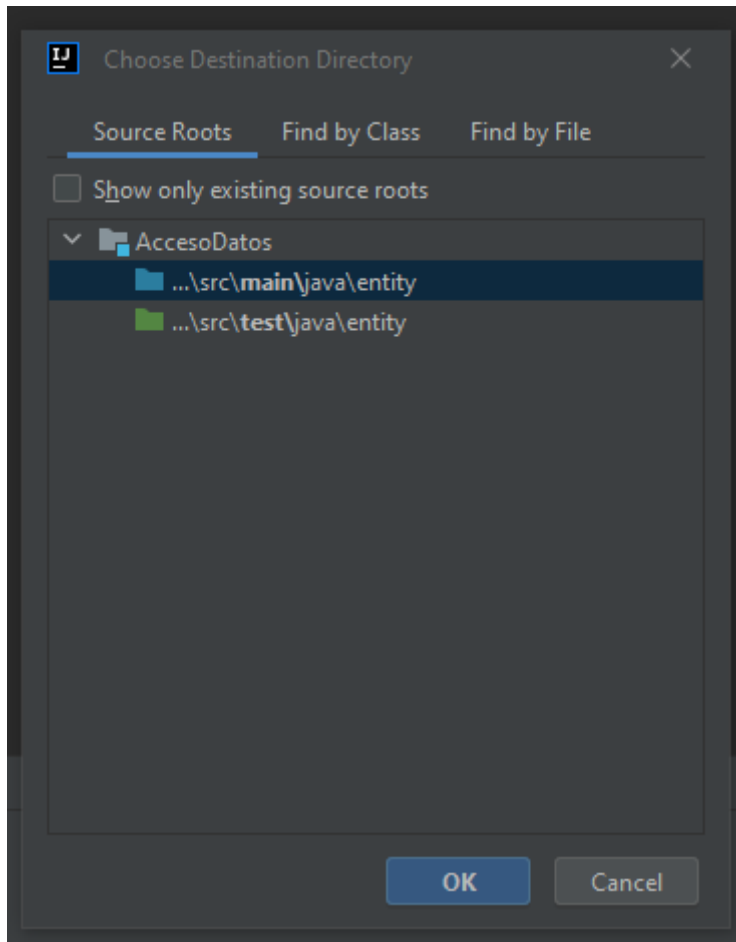 IJ Choose Destination Directory
Source Roots Find by Class Find by File
Show only existing source roots
AccesoDatos
...\src\main\java\entity
...\src\test\java\entity
OK Cancel